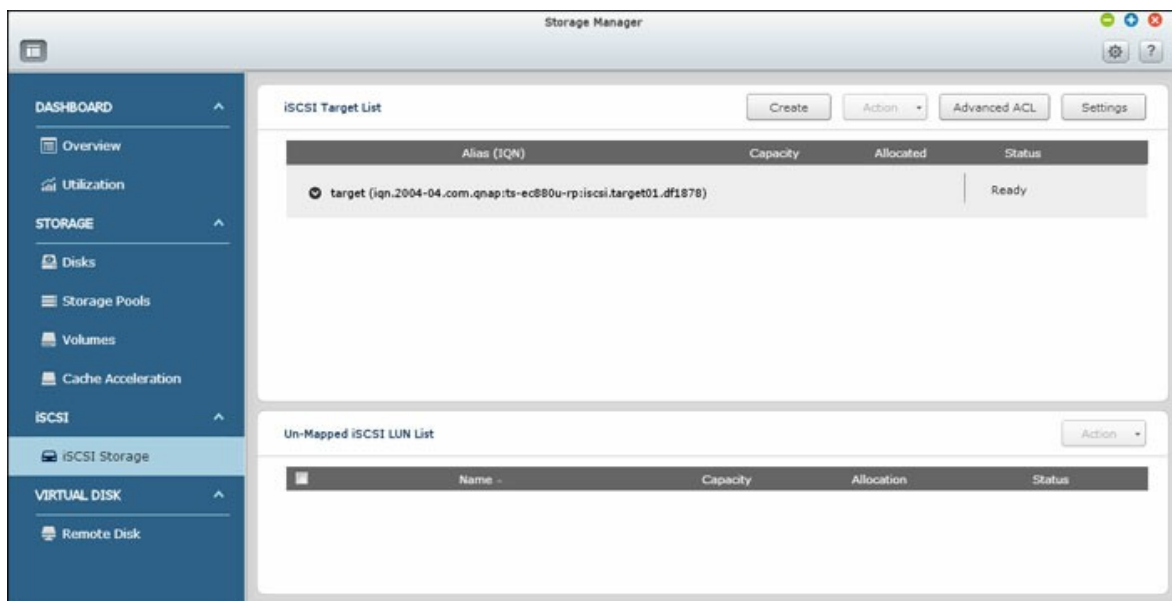 Storage Manager
?
DASHBOARD
Overview
Utilization
STORAGE
Disks
Storage Pools
Volumes
Cache Acceleration
iSCSI
iSCSI Storage
VIRTUAL DISK
Remote Disk
iSCSI Target List
Create
Action
Advanced ACL
Settings
Alias (IQN) Capacity Allocated Status
target (iqn.2004-04.com.qnap:ts-ec880u-rp:iscsi.target01.df1878) Ready
Un-Mapped iSCSI LUN List
Action
Name Capacity Allocation Status